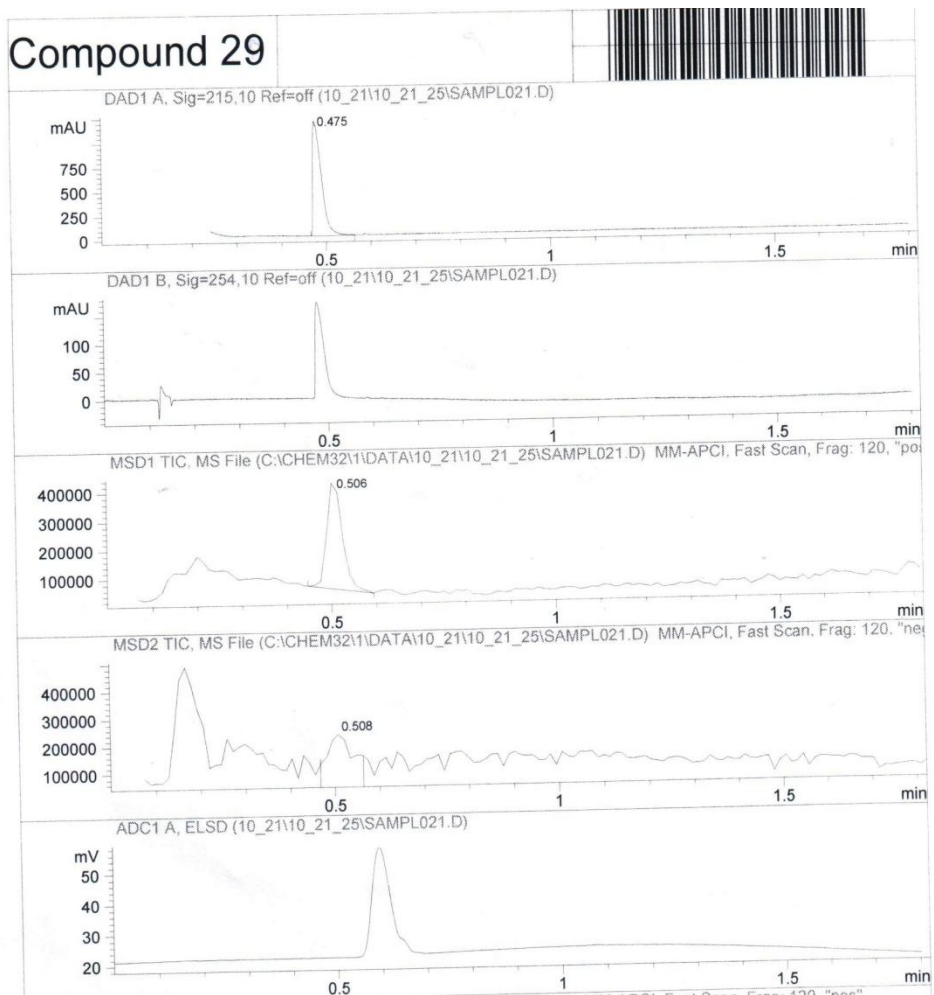 Compound 29
DAD1 A, Sig=215,10 Ref=off (10_21\10_21_25\SAMPL021.D)
mAU
0.475
750
500
250
0
0.5
1
1.5
min
DAD1 B, Sig=254,10 Ref=off (10_21\10_21_25\SAMPL021.D)
mAU
100
50
0
0.5
1
1.5
min
MSD1 TIC, MS File (C:\CHEM32\1\DATA\10_21\10_21_25\SAMPL021.D) MM-APCI, Fast Scan, Frag: 120, "pos
0.506
400000
300000
200000
100000
0.5
1
1.5
min
MSD2 TIC, MS File (C:\CHEM32\1\DATA\10_21\10_21_25\SAMPL021.D) MM-APCI, Fast Scan, Frag: 120, "neg
0.508
400000
300000
200000
100000
0.5
1
1.5
min
ADC1 A, ELSD (10_21\10_21_25\SAMPL021.D)
mV
50
40
30
20
0.5
1
1.5
min